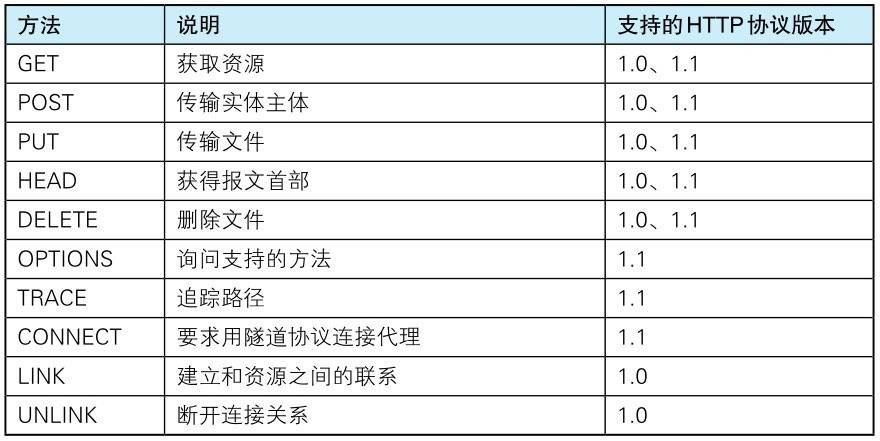 方法 说明 支持的HTTP协议版本
GET 获取资源 1.0、1.1
POST 传输实体主体 1.0、1.1
PUT 传输文件 1.0、1.1
HEAD 获得报文首部 1.0、1.1
DELETE 删除文件 1.0、1.1
OPTIONS 询问支持的方法 1.1
TRACE 追踪路径 1.1
CONNECT 要求用隧道协议连接代理 1.1
LINK 建立和资源之间的联系 1.0
UNLINK 断开连接关系 1.0